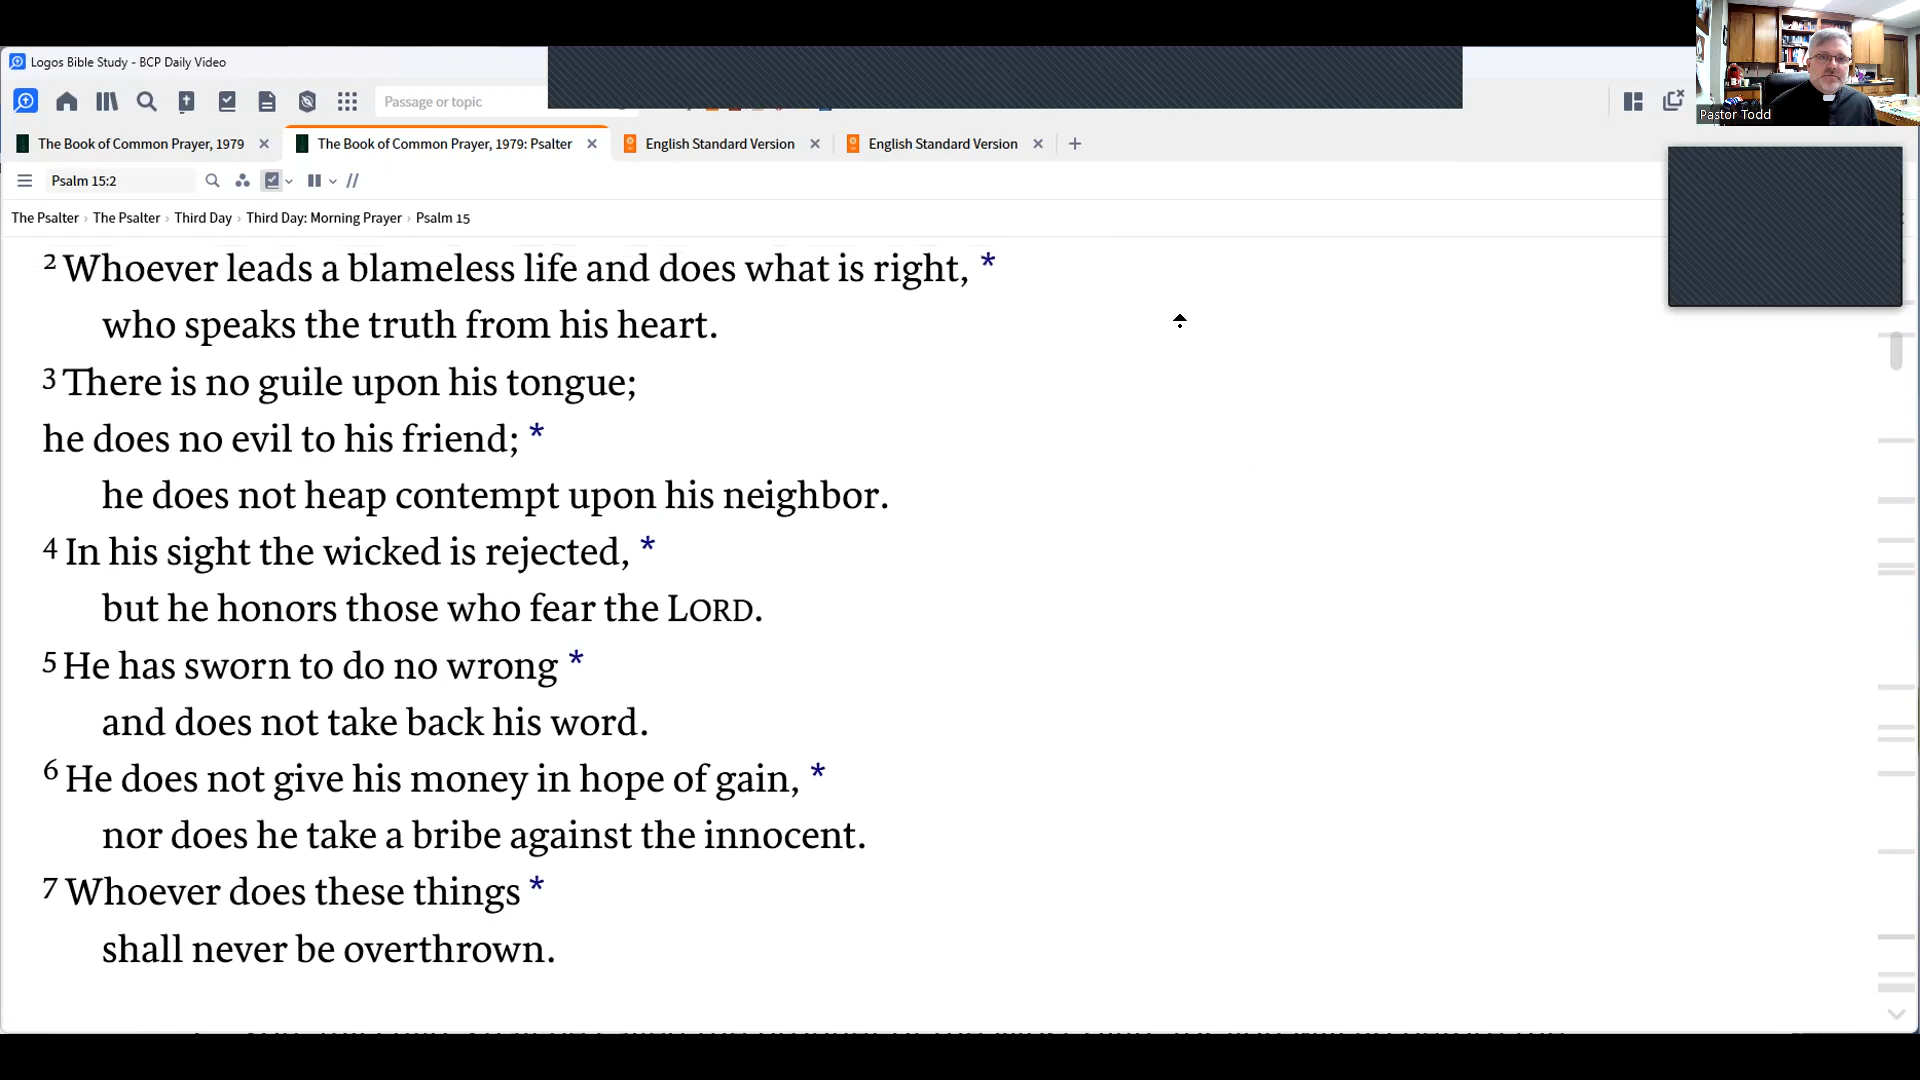 Logos Bible Study - BCP Daily Video
Passage or topic
Pastor Todd
The Book of Common Prayer, 1979
The Book of Common Prayer, 1979: Psalter
English Standard Version
English Standard Version
Psalm 15:2
The Psalter › The Psalter › Third Day › Third Day: Morning Prayer › Psalm 15
2 Whoever leads a blameless life and does what is right, *
who speaks the truth from his heart.
3 There is no guile upon his tongue;
he does no evil to his friend; *
he does not heap contempt upon his neighbor.
4 In his sight the wicked is rejected, *
but he honors those who fear the LORD.
5 He has sworn to do no wrong *
and does not take back his word.
6 He does not give his money in hope of gain, *
nor does he take a bribe against the innocent.
7 Whoever does these things *
shall never be overthrown.